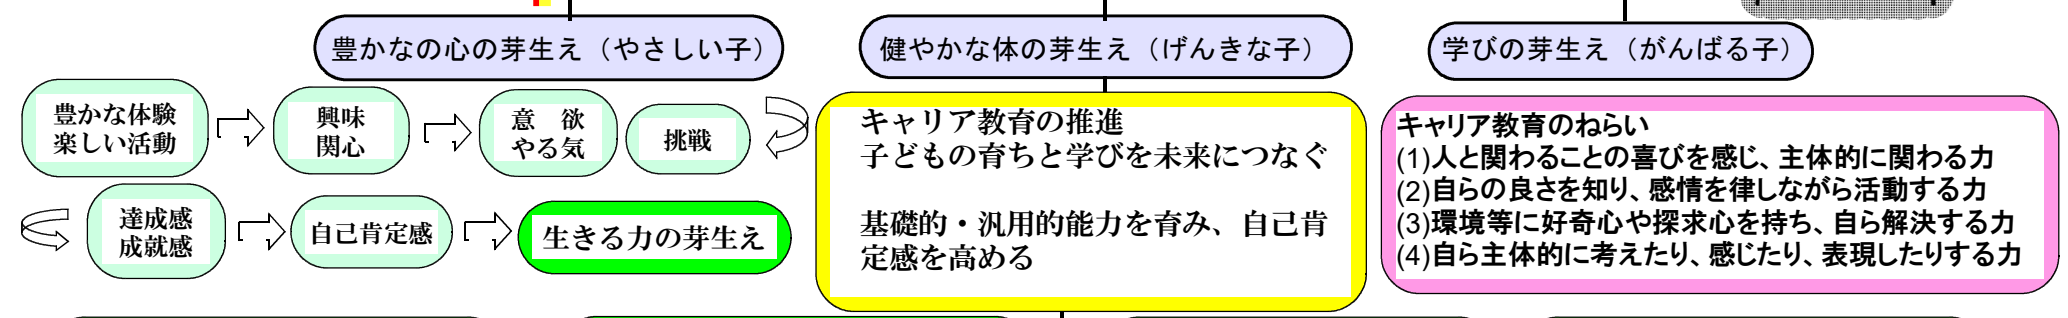 豊かなの心の芽生え（やさしい子）
健やかな体の芽生え（げんきな子）
学びの芽生え（がんばる子）
豊かな体験
楽しい活動
興味
関心
意　欲
やる気
挑戦
達成感
成就感
自己肯定感
生きる力の芽生え
キャリア教育の推進
子どもの育ちと学びを未来につなぐ
基礎的・汎用的能力を育み、自己肯
定感を高める
キャリア教育のねらい
(1)人と関わることの喜びを感じ、主体的に関わる力
(2)自らの良さを知り、感情を律しながら活動する力
(3)環境等に好奇心や探求心を持ち、自ら解決する力
(4)自ら主体的に考えたり、感じたり、表現したりする力